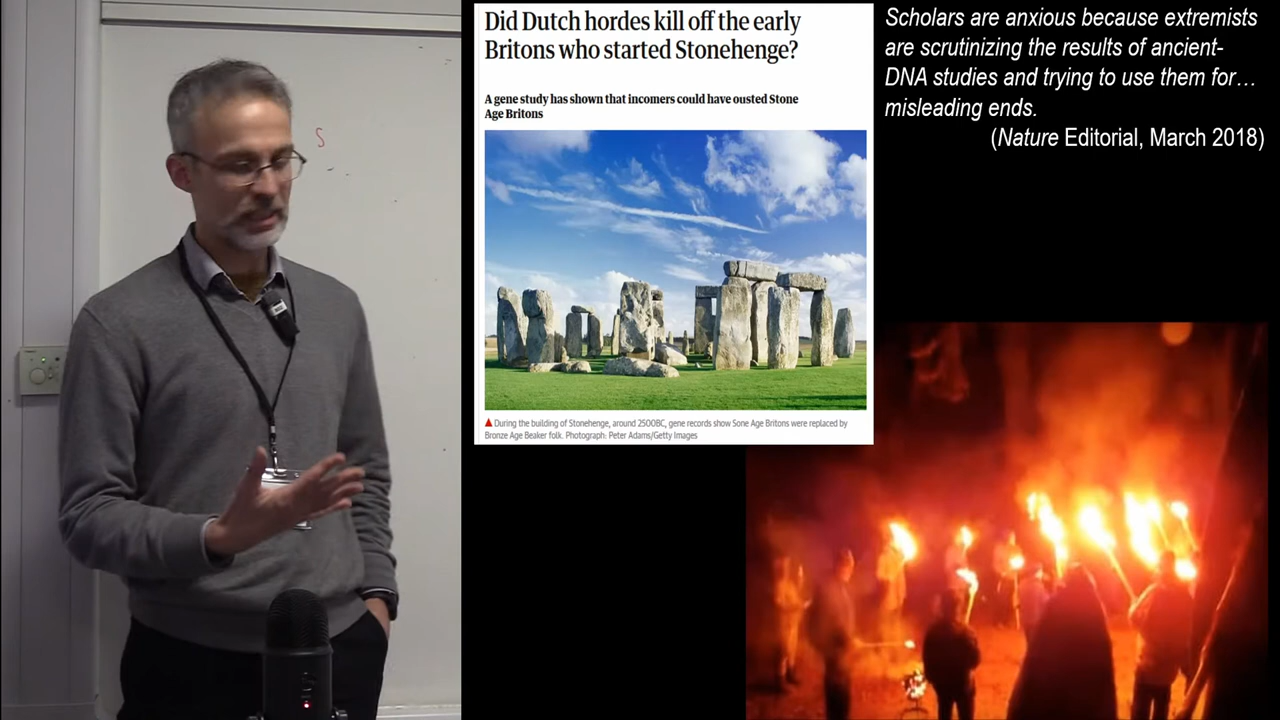 Did Dutch hordes kill off the early
Britons who started Stonehenge?
A gene study has shown that incomers could have ousted Stone
Age Britons
During the building of Stonehenge, around 2500BC, gene records show Sone Age Britons were replaced by
Bronze Age Beaker folk. Photograph: Peter Adams/Getty Images
Scholars are anxious because extremists
are scrutinizing the results of ancient-
DNA studies and trying to use them for…
misleading ends.
(Nature Editorial, March 2018)
S